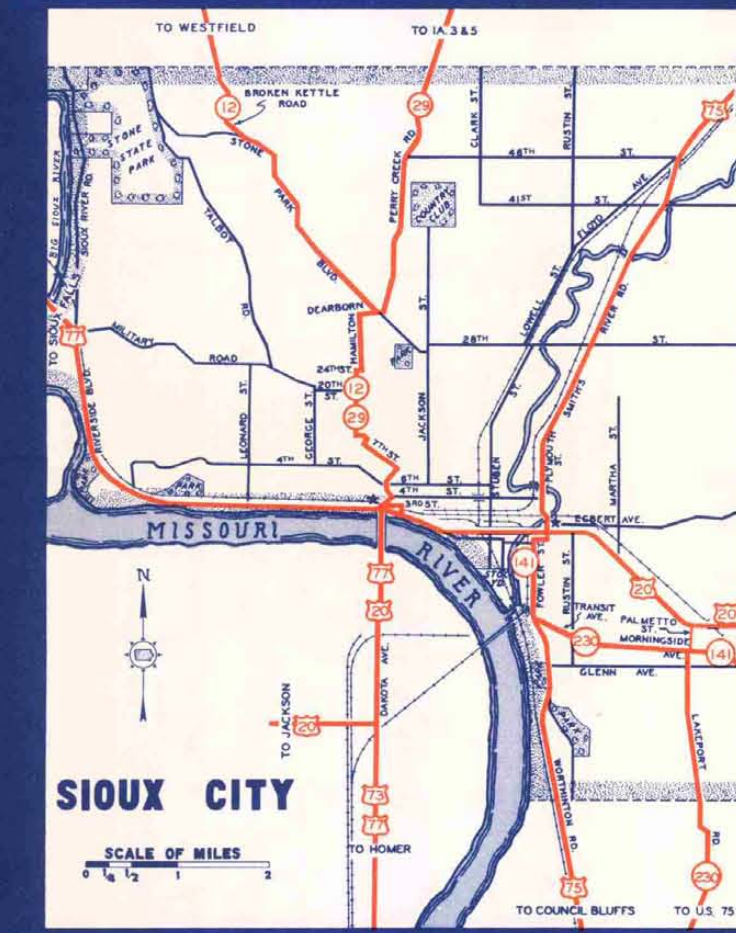 TO WESTFIELD
TO IA. 3 & 5
12
BROKEN KETTLE
ROAD
29
CLARK ST.
RUSTIN ST.
75
STONE
STATE
PARK
STONE
PARK
BLVD.
PERRY CREEK RD
46TH ST.
41ST ST.
COUNTRY
CLUB
FLOYD AVE.
BIG SIOUX RIVER
SIOUX RIVER RD.
TALBOT
RD
TO SIOUX FALLS
77
DEARBORN
HAMILTON
LOWELL ST.
28TH ST.
SMITHS
RIVER RD.
MILITARY
ROAD
24TH ST.
20TH
ST.
12
29
JACKSON
ST.
RIVERSIDE BLVD.
LEONARD ST.
GEORGE ST.
7TH ST.
4TH ST.
STUBEN
ST.
PLYMOUTH
ST.
MARTHA ST.
PARK
6TH ST.
4TH ST.
3RD ST.
EGBERT AVE.
MISSOURI
RIVER
141
FOWLER ST.
RUSTIN ST.
77
20
20
20
TRANSIT
AVE.
PALMETTO
ST.
MORNINGSIDE
AVE.
230
141
GLENN AVE.
N
DAKOTA AVE.
TO JACKSON
20
PARK
LAKEPORT
RD
WORTHINGTON RD.
SIOUX CITY
73
77
TO HOMER
SCALE OF MILES
0 1/4 1/2 1 2
75
230
TO COUNCIL BLUFFS
TO U.S. 75